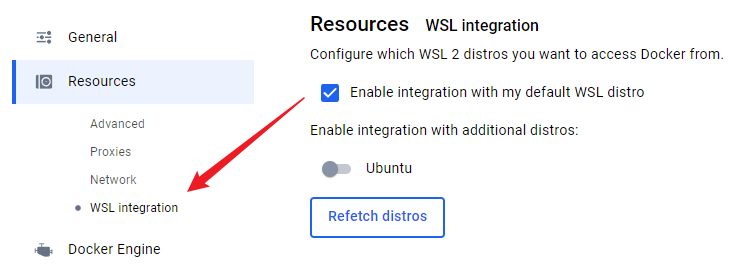 General
Resources
Advanced
Proxies
Network
WSL integration
Docker Engine
Resources WSL integration
Configure which WSL 2 distros you want to access Docker from.
Enable integration with my default WSL distro
Enable integration with additional distros:
Ubuntu
Refetch distros